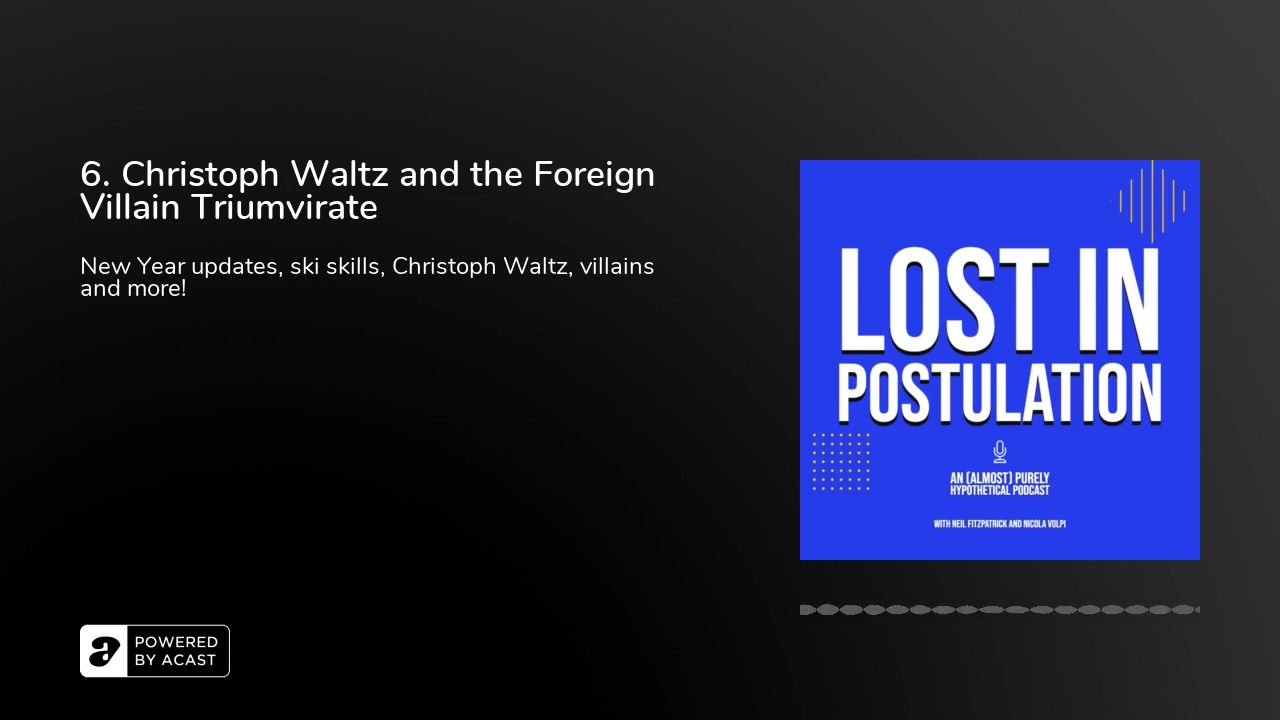 6. Christoph Waltz and the Foreign
Villain Triumvirate
New Year updates, ski skills, Christoph Waltz, villains
and more!
LOST IN
POSTULATION
AN (ALMOST) PURELY
HYPOTHETICAL PODCAST
WITH NEIL FITZPATRICK AND NICOLA VOLPI
a
POWERED
BY ACAST